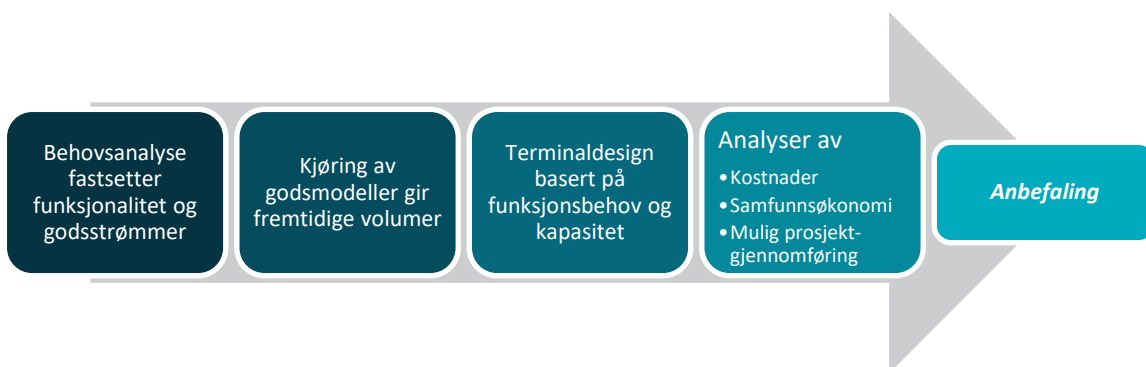 Behovsanalyse
fastsetter
funksjonalitet og
godsstrømmer
Kjøring av
godsmodeller gir
fremtidige volumer
Terminaldesign
basert på
funksjonsbehov og
kapasitet
Analyser av
•Kostnader
•Samfunnsøkonomi
•Mulig prosjekt-
gjennomføring
Anbefaling